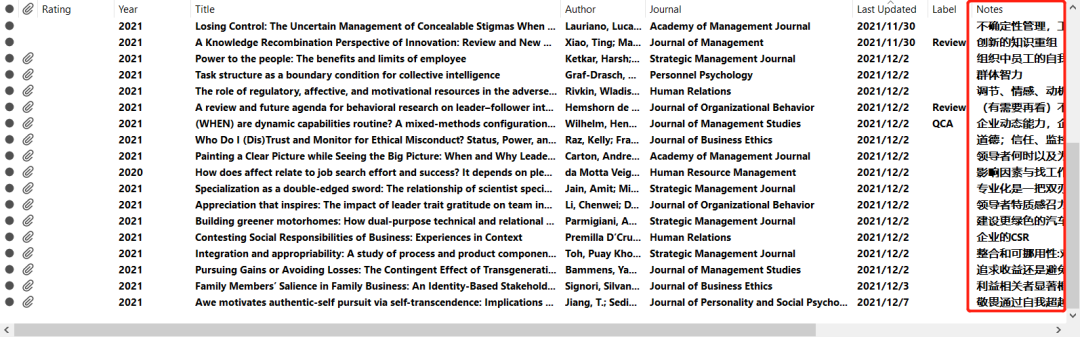 Rating Year Title Author Journal Last Updated Label Notes
2021 Losing Control: The Uncertain Management of Concealable Stigmas When ... Lauriano, Luca... Academy of Management Journal 2021/11/30 不确定性管理，
2021 A Knowledge Recombination Perspective of Innovation: Review and New ... Xiao, Ting; Ma... Journal of Management 2021/11/30 Review 创新的知识重组
2021 Power to the people: The benefits and limits of employee Ketkar, Harsh;... Strategic Management Journal 2021/12/2 组织中员工的自我
2021 Task structure as a boundary condition for collective intelligence Graf-Drasch, ... Personnel Psychology 2021/12/2 群体智力
2021 The role of regulatory, affective, and motivational resources in the adverse... Rivkin, Wladis... Human Relations 2021/12/2 调节、情感、动机
2021 A review and future agenda for behavioral research on leader–follower int... Hemshorn de ... Journal of Organizational Behavior 2021/12/2 Review （有需要再看）不
2021 (WHEN) are dynamic capabilities routine? A mixed-methods configuration... Wilhelm, Hen... Journal of Management Studies 2021/12/2 QCA 企业动态能力，企
2021 Who Do I (Dis)Trust and Monitor for Ethical Misconduct? Status, Power, an... Raz, Kelly; Fra... Journal of Business Ethics 2021/12/2 道德；信任、监控
2021 Painting a Clear Picture while Seeing the Big Picture: When and Why Leade... Carton, Andre... Academy of Management Journal 2021/12/2 领导者何时以及为
2020 How does affect relate to job search effort and success? It depends on ple... da Motta Veig... Human Resource Management 2021/12/2 影响因素与找工作
2021 Specialization as a double-edged sword: The relationship of scientist speci... Jain, Amit; Mi... Strategic Management Journal 2021/12/2 专业化是一把双刃
2021 Appreciation that inspires: The impact of leader trait gratitude on team in... Li, Chenwei; D... Journal of Organizational Behavior 2021/12/2 领导者特质感召力
2021 Building greener motorhomes: How dual-purpose technical and relational ... Parmigiani, A... Strategic Management Journal 2021/12/2 建设更绿色的汽车
2021 Contesting Social Responsibilities of Business: Experiences in Context Premilla D'Cru... Human Relations 2021/12/2 企业的CSR
2021 Integration and appropriability: A study of process and product componen... Toh, Puay Kho... Strategic Management Journal 2021/12/2 整合和可挪用性:对
2021 Pursuing Gains or Avoiding Losses: The Contingent Effect of Transgenerati... Bammens, Ya... Journal of Management Studies 2021/12/2 追求收益还是避免
2021 Family Members' Salience in Family Business: An Identity-Based Stakehold... Signori, Silvan... Journal of Business Ethics 2021/12/3 利益相关者显著模
2021 Awe motivates authentic-self pursuit via self-transcendence: Implications ... Jiang, T.; Sedi... Journal of Personality and Social Psycho... 2021/12/7 敬畏通过自我超越